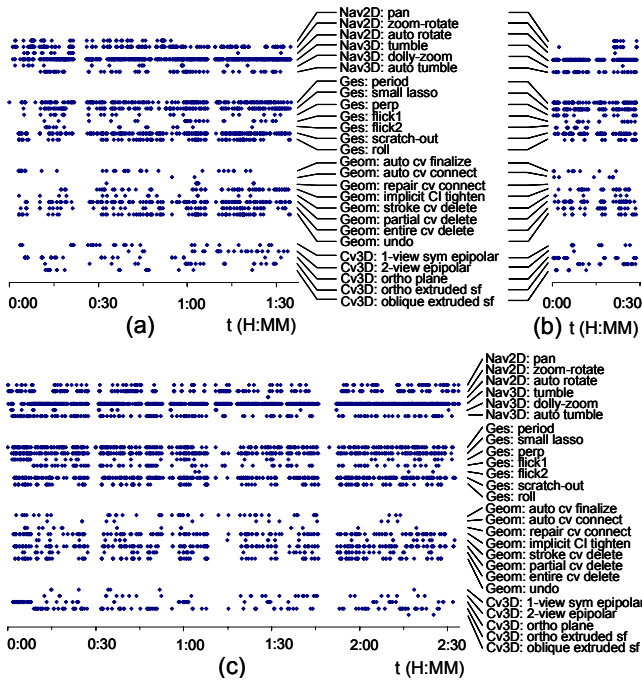 Nav2D: pan
Nav2D: zoom-rotate
Nav2D: auto rotate
Nav3D: tumble
Nav3D: dolly-zoom
Nav3D: auto tumble
Ges: period
Ges: small lasso
Ges: perp
Ges: flick1
Ges: flick2
Ges: scratch-out
Ges: roll
Geom: auto cv finalize
Geom: auto cv connect
Geom: repair cv connect
Geom: implicit CI tighten
Geom: stroke cv delete
Geom: partial cv delete
Geom: entire cv delete
Geom: undo
Cv3D: 1-view sym epipolar
Cv3D: 2-view epipolar
Cv3D: ortho plane
Cv3D: ortho extruded sf
Cv3D: oblique extruded sf
0:00 0:30 1:00 1:30
(a) t (H:MM)
0:00 0:30
(b) t (H:MM)
Nav2D: pan
Nav2D: zoom-rotate
Nav2D: auto rotate
Nav3D: tumble
Nav3D: dolly-zoom
Nav3D: auto tumble
Ges: period
Ges: small lasso
Ges: perp
Ges: flick1
Ges: flick2
Ges: scratch-out
Ges: roll
Geom: auto cv finalize
Geom: auto cv connect
Geom: repair cv connect
Geom: implicit CI tighten
Geom: stroke cv delete
Geom: partial cv delete
Geom: entire cv delete
Geom: undo
Cv3D: 1-view sym epipolar
Cv3D: 2-view epipolar
Cv3D: ortho plane
Cv3D: ortho extruded sf
Cv3D: oblique extruded sf
0:00 0:30 1:00 1:30 2:00 2:30
(c) t (H:MM)